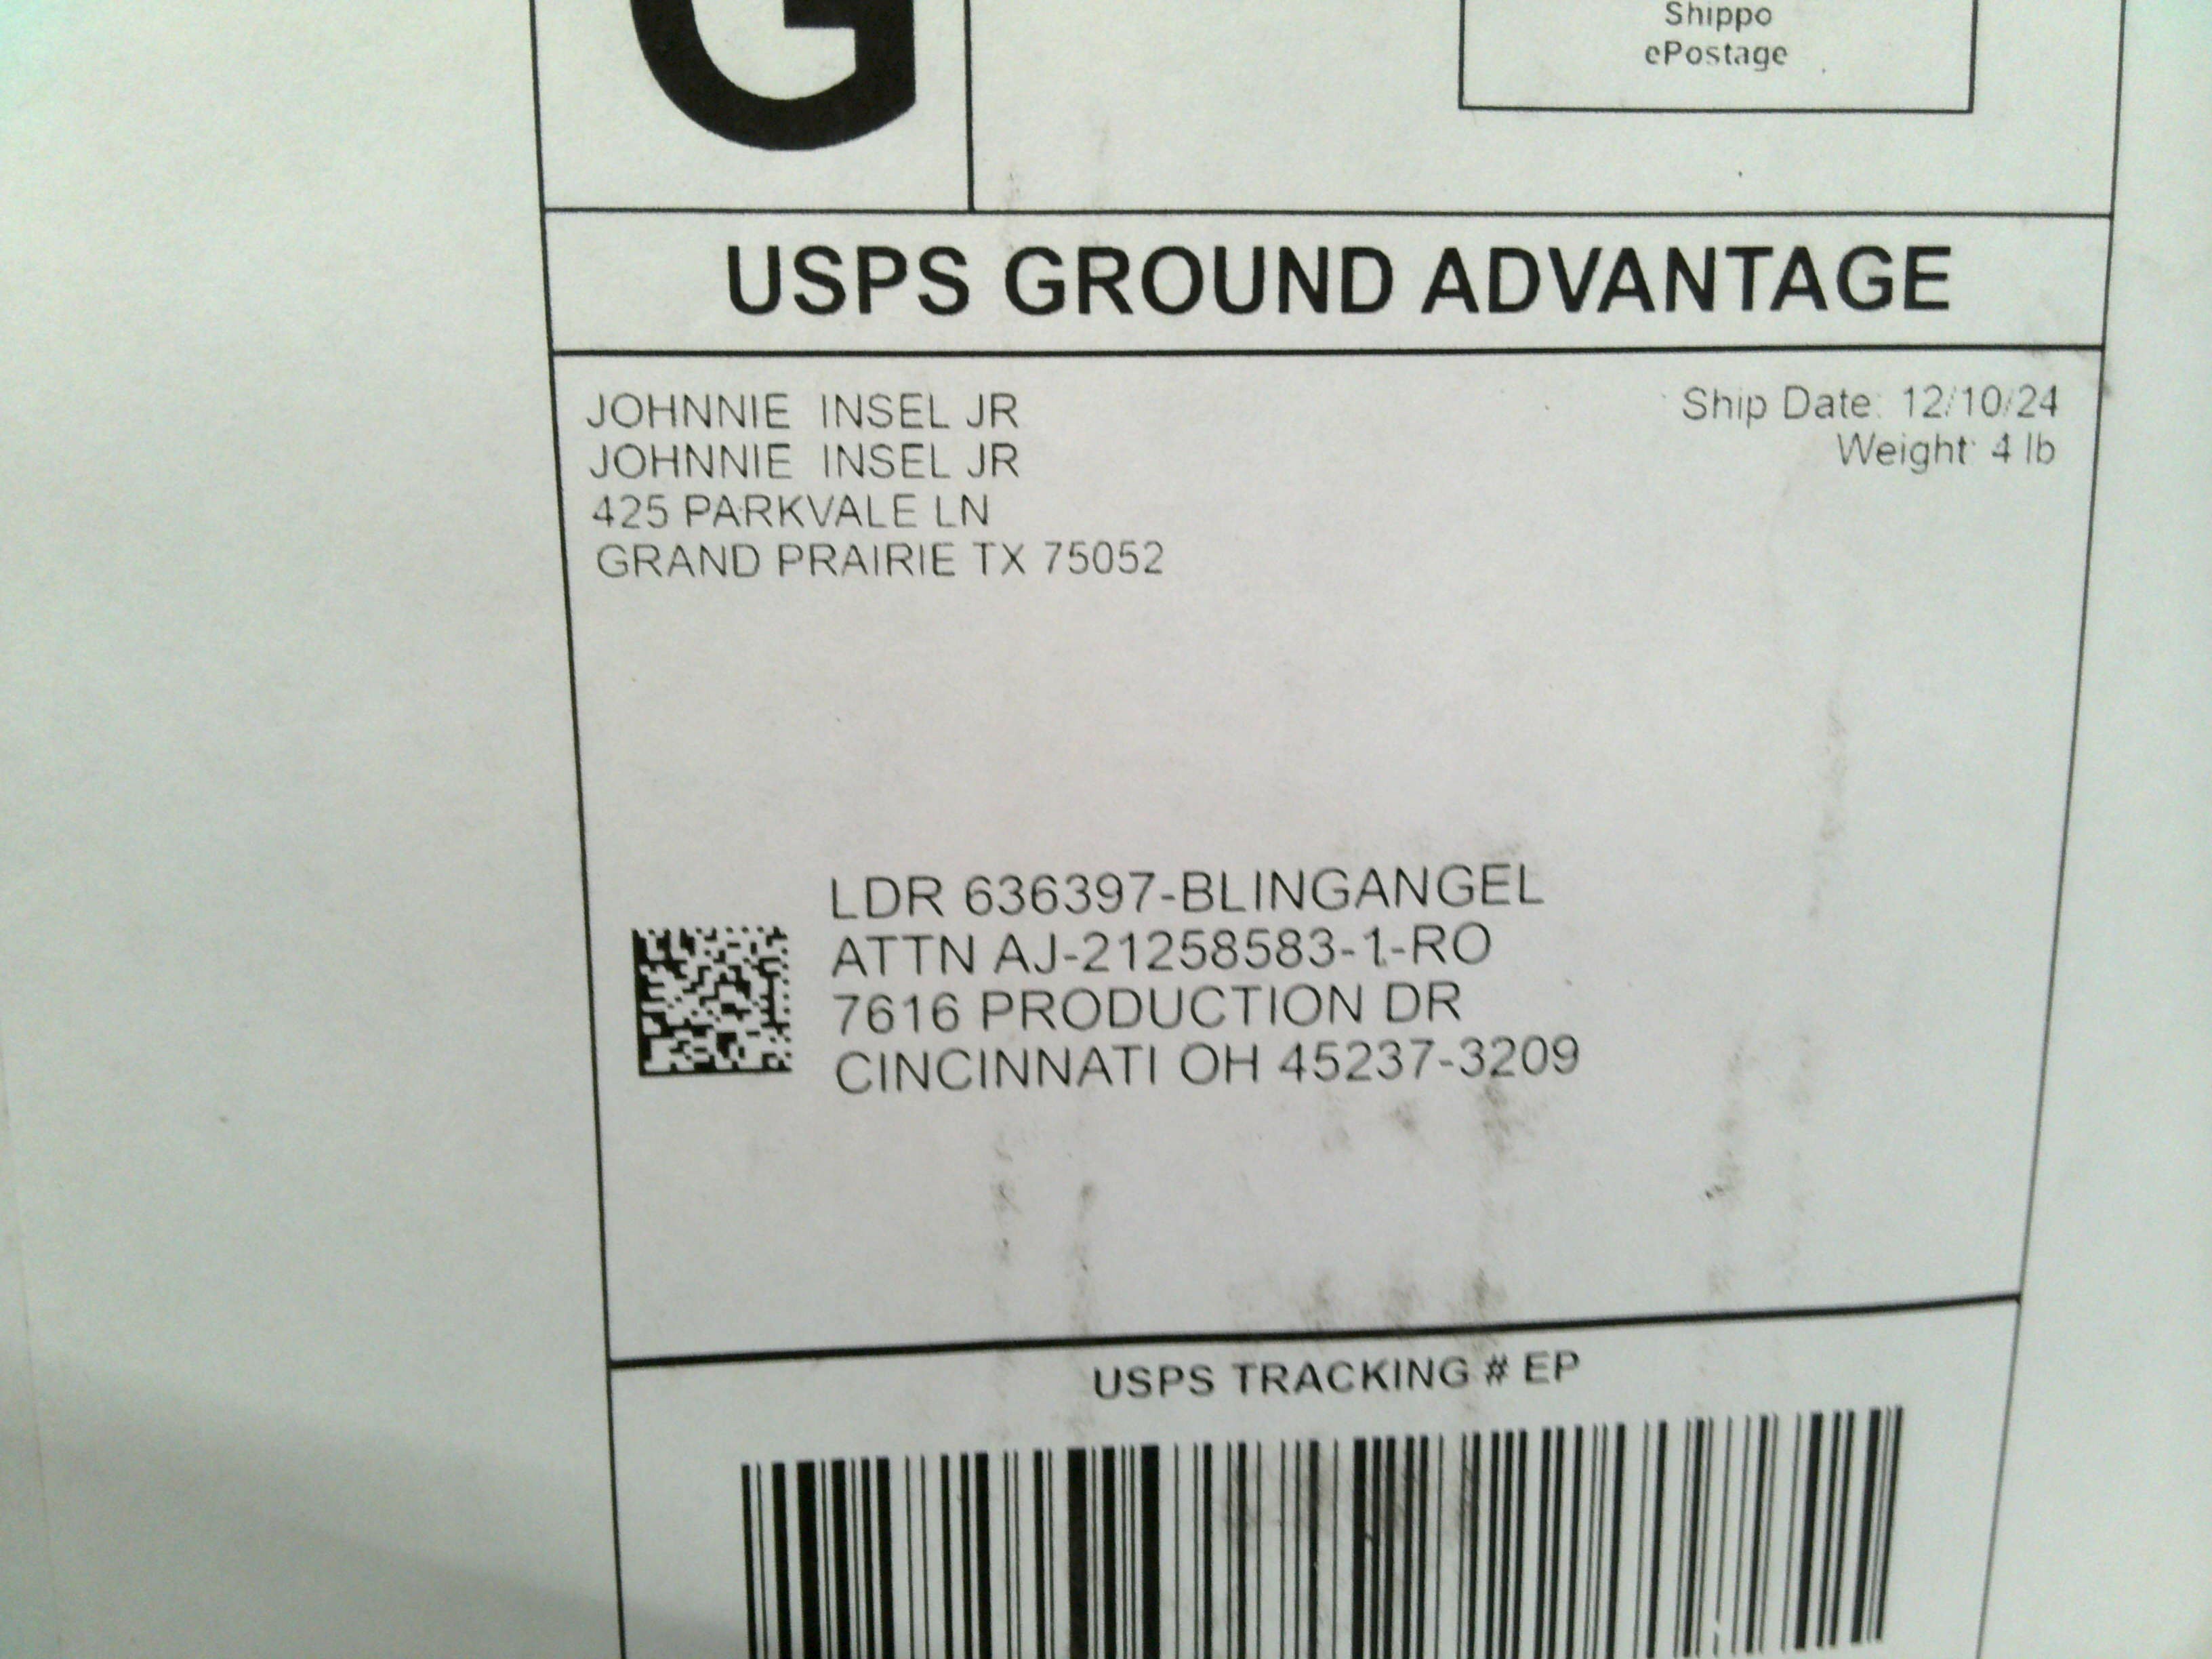 G
Shippo
ePostage
USPS GROUND ADVANTAGE
JOHNNIE INSEL JR
JOHNNIE INSEL JR
425 PARKVALE LN
GRAND PRAIRIE TX 75052
Ship Date: 12/10/24
Weight: 4 lb
LDR 636397-BLINGANGEL
ATTN AJ-21258583-1-RO
7616 PRODUCTION DR
CINCINNATI OH 45237-3209
USPS TRACKING # EP